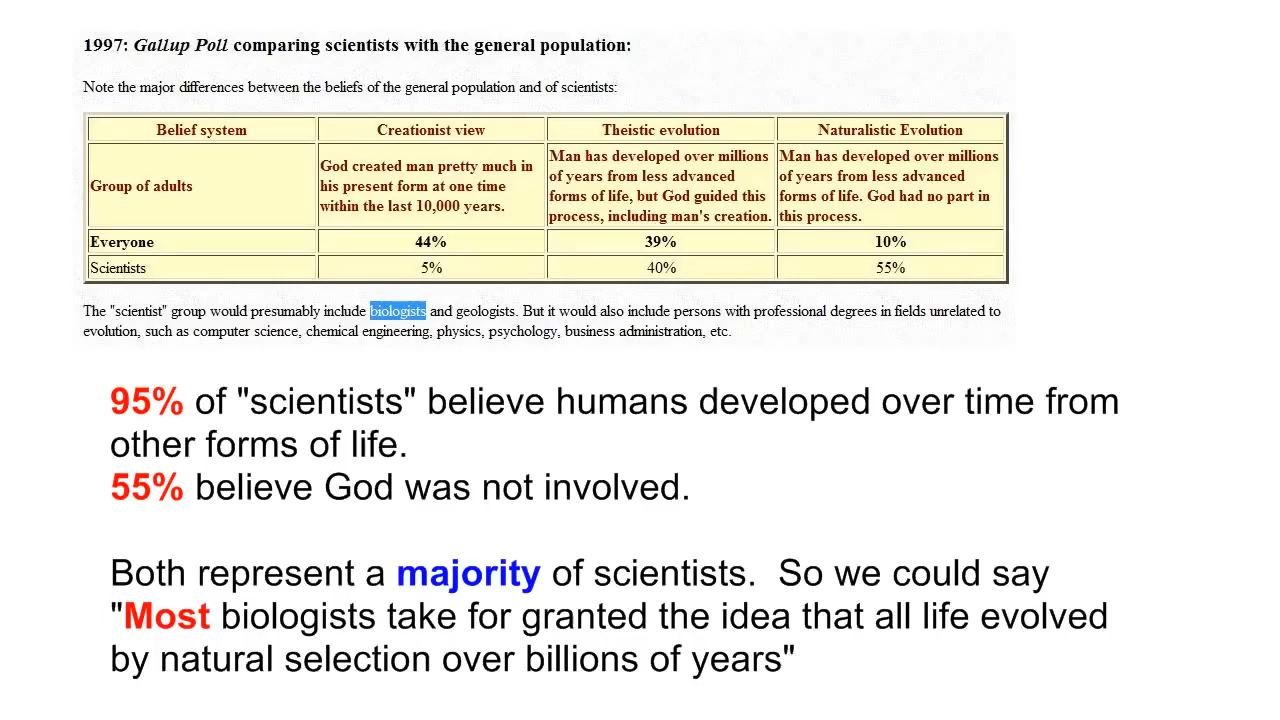 1997: Gallup Poll comparing scientists with the general population:
Note the major differences between the beliefs of the general population and of scientists:
Belief system Creationist view Theistic evolution Naturalistic Evolution
Group of adults
God created man pretty much in
his present form at one time
within the last 10,000 years.
Man has developed over millions
of years from less advanced
forms of life, but God guided this
process, including man's creation.
Man has developed over millions
of years from less advanced
forms of life. God had no part in
this process.
Everyone 44% 39% 10%
Scientists 5% 40% 55%
The "scientist" group would presumably include biologists and geologists. But it would also include persons with professional degrees in fields unrelated to
evolution, such as computer science, chemical engineering, physics, psychology, business administration, etc.
95% of "scientists" believe humans developed over time from
other forms of life.
55% believe God was not involved.
Both represent a majority of scientists. So we could say
"Most biologists take for granted the idea that all life evolved
by natural selection over billions of years"